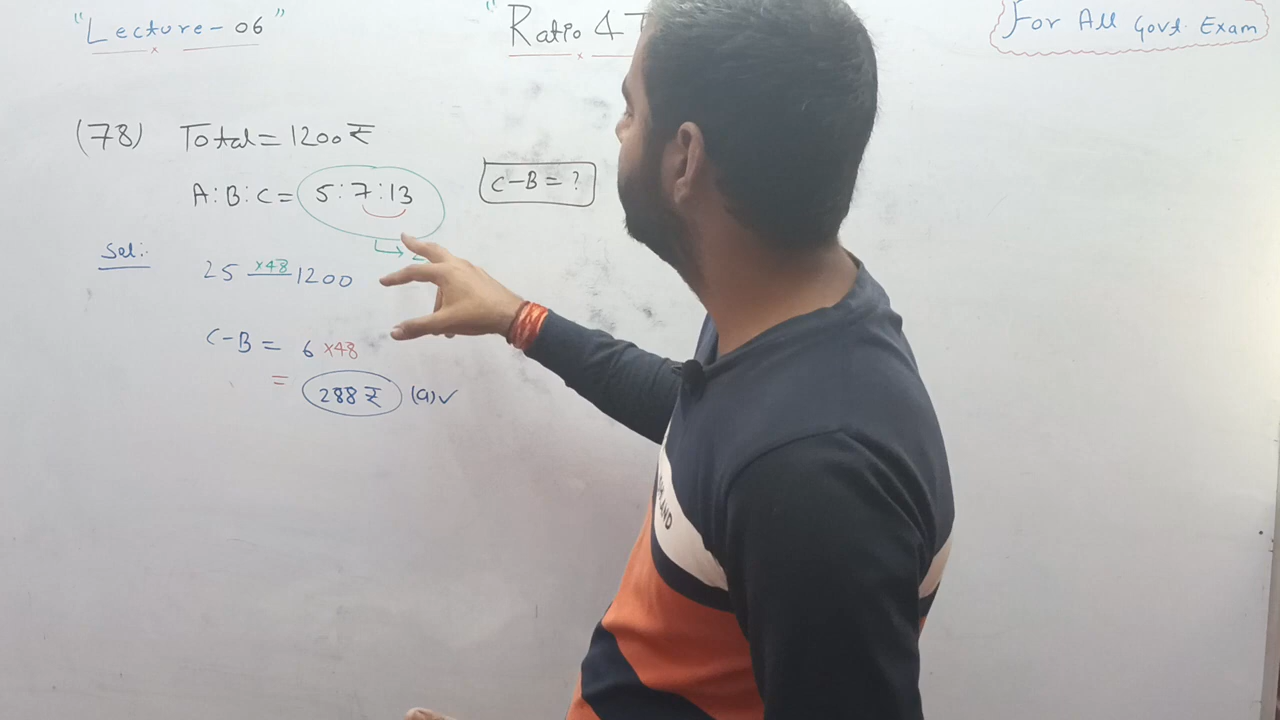 "Lecture - 06"
"Ratio & T
For All Govt. Exam
(78) Total = 1200 ₹
A:B:C = 5:7:13
C-B = ?
Sol:-
25 ×48 1200
C-B = 6 ×48
= 288 ₹ (a) ✓